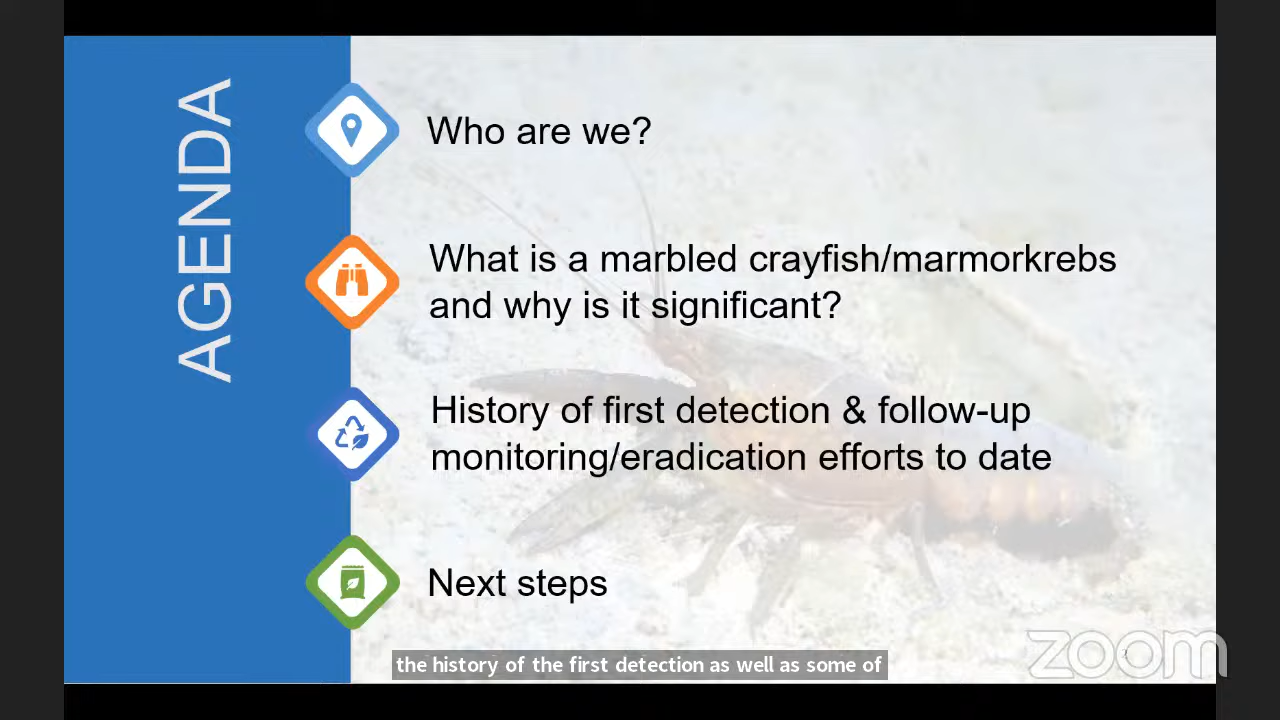 AGENDA
Who are we?
What is a marbled crayfish/marmorkrebs
and why is it significant?
History of first detection & follow-up
monitoring/eradication efforts to date
Next steps
the history of the first detection as well as some of
zoom